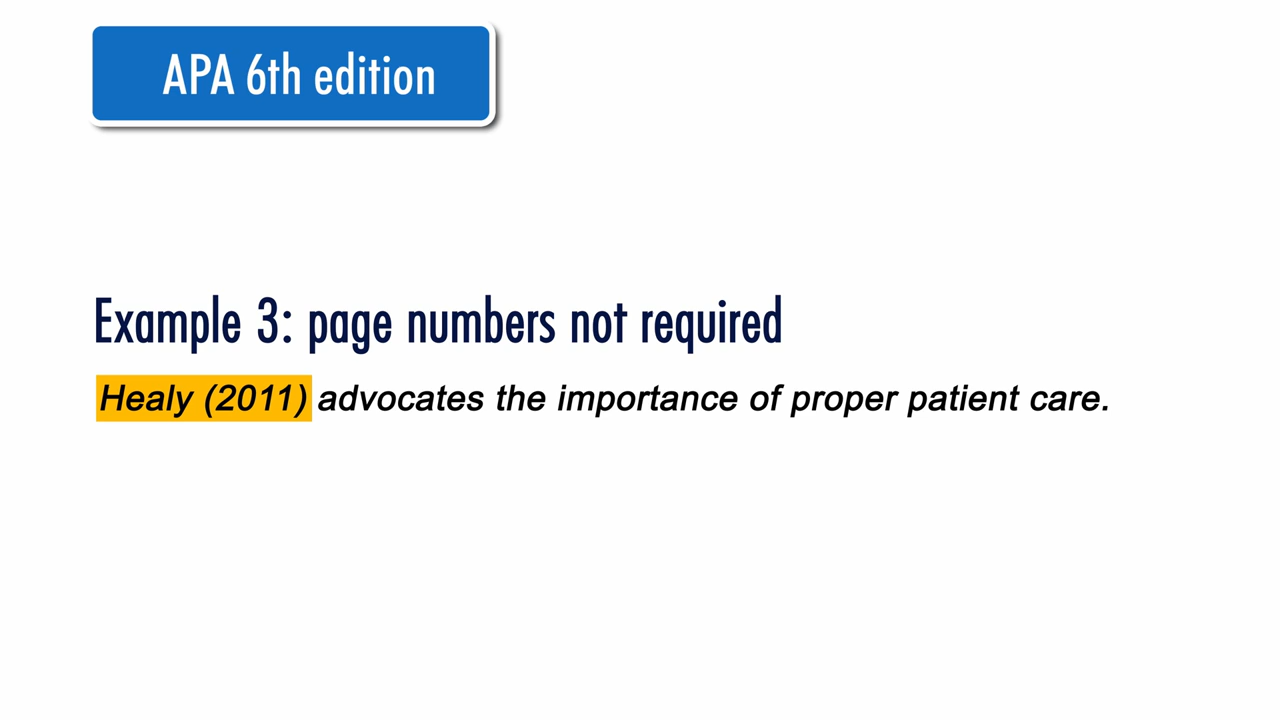 APA 6th edition
Example 3: page numbers not required
Healy (2011) advocates the importance of proper patient care.